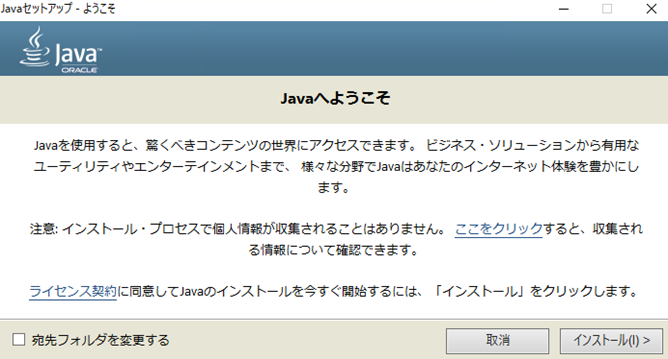 Javaセットアップ - ようこそ
Java™
ORACLE
Javaへようこそ
Javaを使用すると、驚くべきコンテンツの世界にアクセスできます。 ビジネス・ソリューションから有用な
ユーティリティやエンターテインメントまで、 様々な分野でJavaはあなたのインターネット体験を豊かにし
ます。
注意: インストール・プロセスで個人情報が収集されることはありません。 ここをクリックすると、収集され
る情報について確認できます。
ライセンス契約に同意してJavaのインストールを今すぐ開始するには、「インストール」をクリックします。
宛先フォルダを変更する
取消
インストール(I) >